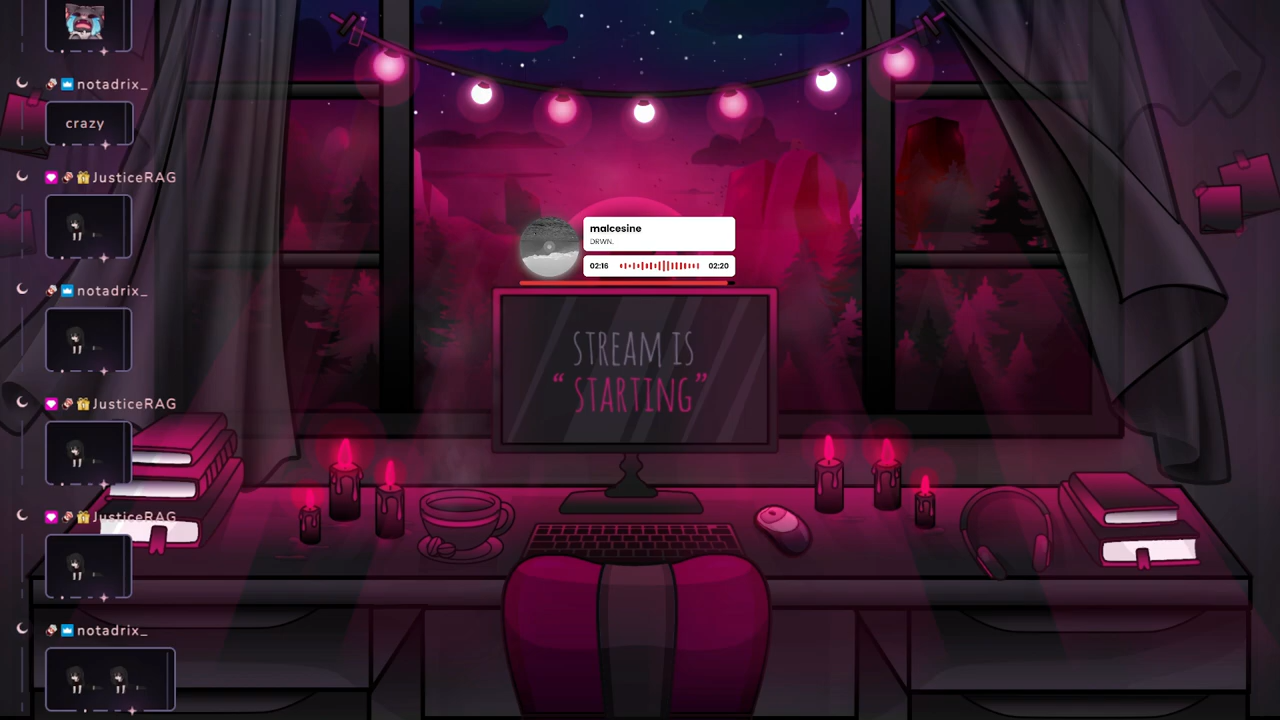 notadrix_
crazy
JusticeRAG
notadrix_
JusticeRAG
JusticeRAG
notadrix_
malcesine
DRWN.
02:16
02:20
STREAM IS
“ STARTING”